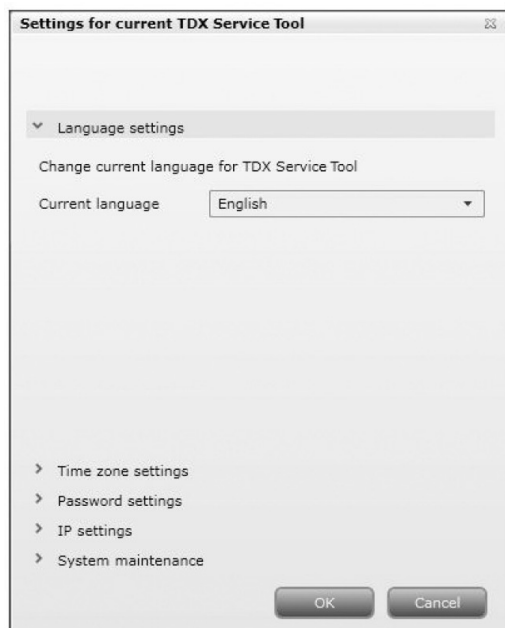 Settings for current TDX Service Tool
Language settings
Change current language for TDX Service Tool
Current language English
Time zone settings
Password settings
IP settings
System maintenance
OK Cancel